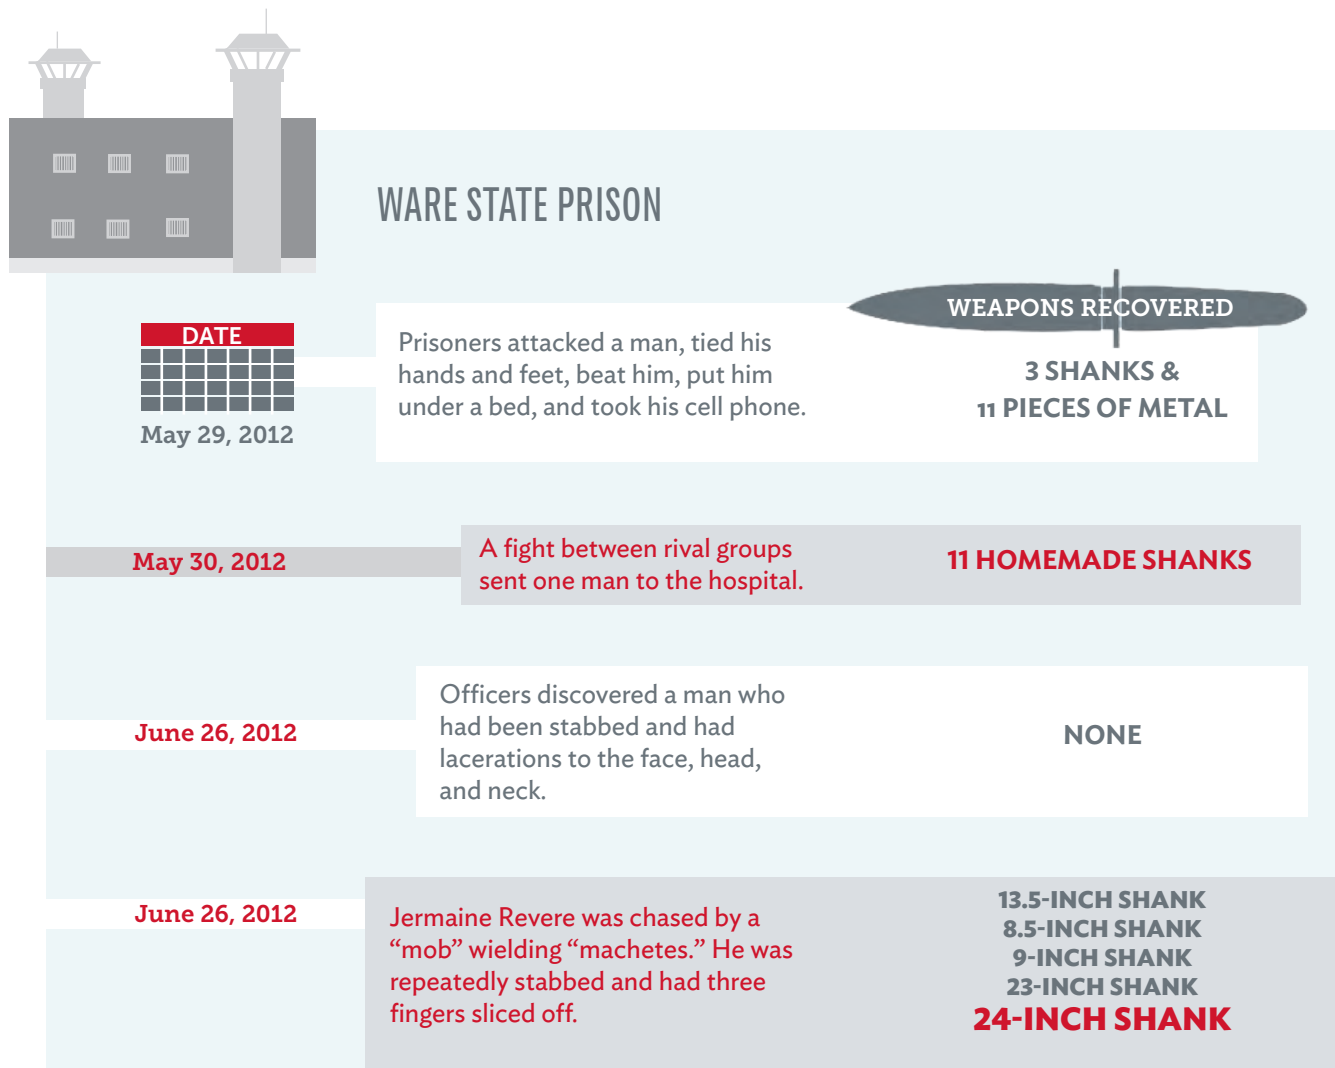 WARE STATE PRISON
WEAPONS RECOVERED
DATE
May 29, 2012
Prisoners attacked a man, tied his
hands and feet, beat him, put him
under a bed, and took his cell phone.
3 SHANKS &
11 PIECES OF METAL
May 30, 2012
A fight between rival groups
sent one man to the hospital.
11 HOMEMADE SHANKS
June 26, 2012
Officers discovered a man who
had been stabbed and had
lacerations to the face, head,
and neck.
NONE
June 26, 2012
Jermaine Revere was chased by a
“mob” wielding “machetes.” He was
repeatedly stabbed and had three
fingers sliced off.
13.5-INCH SHANK
8.5-INCH SHANK
9-INCH SHANK
23-INCH SHANK
24-INCH SHANK